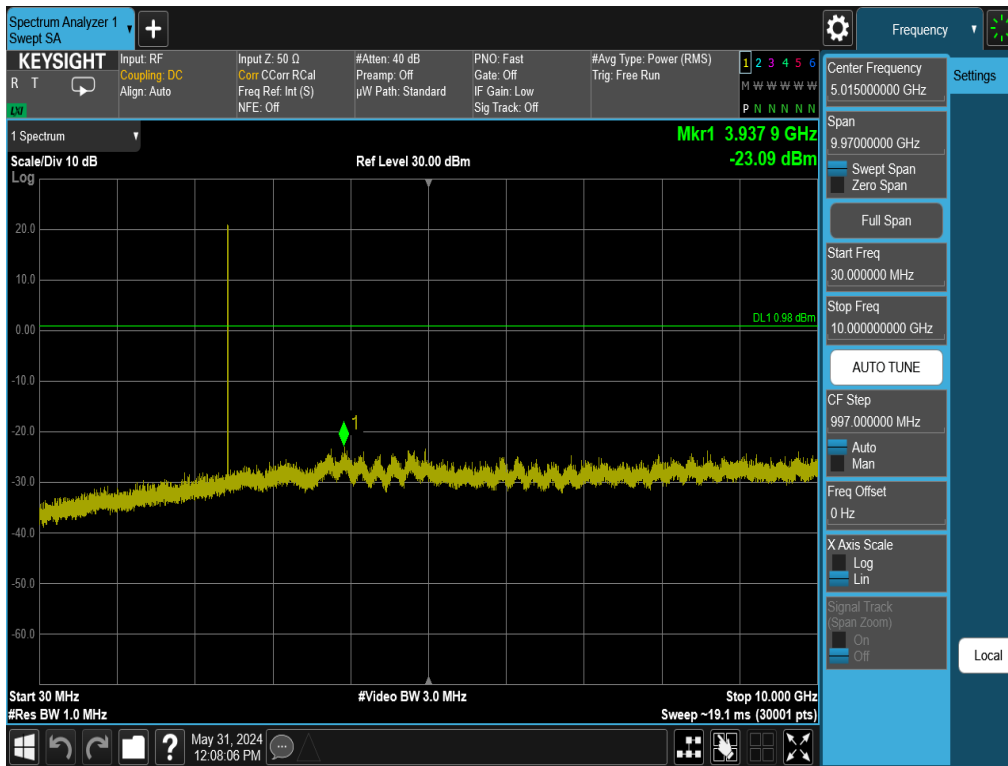 Spectrum Analyzer 1
Swept SA
Frequency
KEYSIGHT
R T
LXI
Input: RF
Coupling: DC
Align: Auto
Input Z: 50 Ω
Corr CCorr RCal
Freq Ref: Int (S)
NFE: Off
#Atten: 40 dB
Preamp: Off
µW Path: Standard
PNO: Fast
Gate: Off
IF Gain: Low
Sig Track: Off
#Avg Type: Power (RMS)
Trig: Free Run
1 2 3 4 5 6
M W W W W W
P N N N N N
1 Spectrum
Mkr1 3.937 9 GHz
-23.09 dBm
Scale/Div 10 dB
Ref Level 30.00 dBm
Log
20.0
10.0
0.00
-10.0
-20.0
-30.0
-40.0
-50.0
-60.0
DL1 0.98 dBm
1
Start 30 MHz
#Video BW 3.0 MHz
Stop 10.000 GHz
#Res BW 1.0 MHz
Sweep ~19.1 ms (30001 pts)
Center Frequency
5.015000000 GHz
Settings
Span
9.97000000 GHz
Swept Span
Zero Span
Full Span
Start Freq
30.000000 MHz
Stop Freq
10.000000000 GHz
AUTO TUNE
CF Step
997.000000 MHz
Auto
Man
Freq Offset
0 Hz
X Axis Scale
Log
Lin
Signal Track
(Span Zoom)
On
Off
Local
?
May 31, 2024
12:08:06 PM